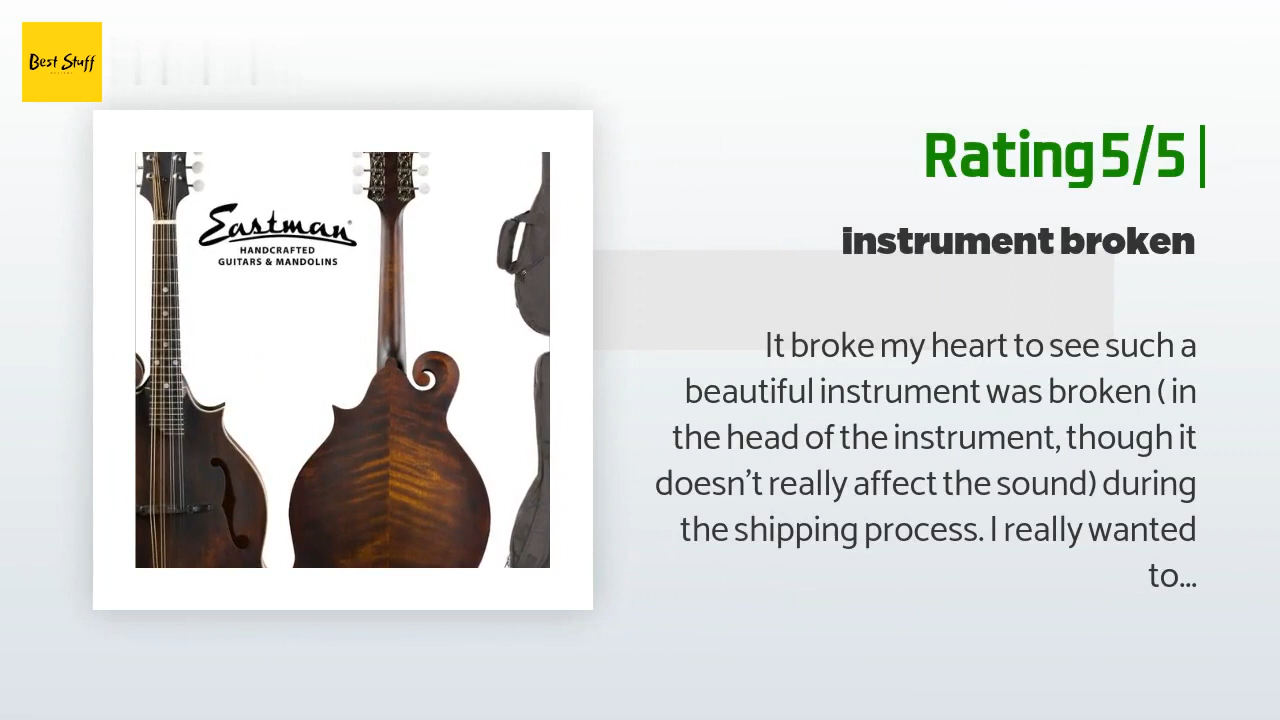 Best Stuff
Eastman®
HANDCRAFTED
GUITARS & MANDOLINS
Rating 5/5 |
instrument broken
It broke my heart to see such a
beautiful instrument was broken ( in
the head of the instrument, though it
doesn't really affect the sound) during
the shipping process. I really wanted
to...